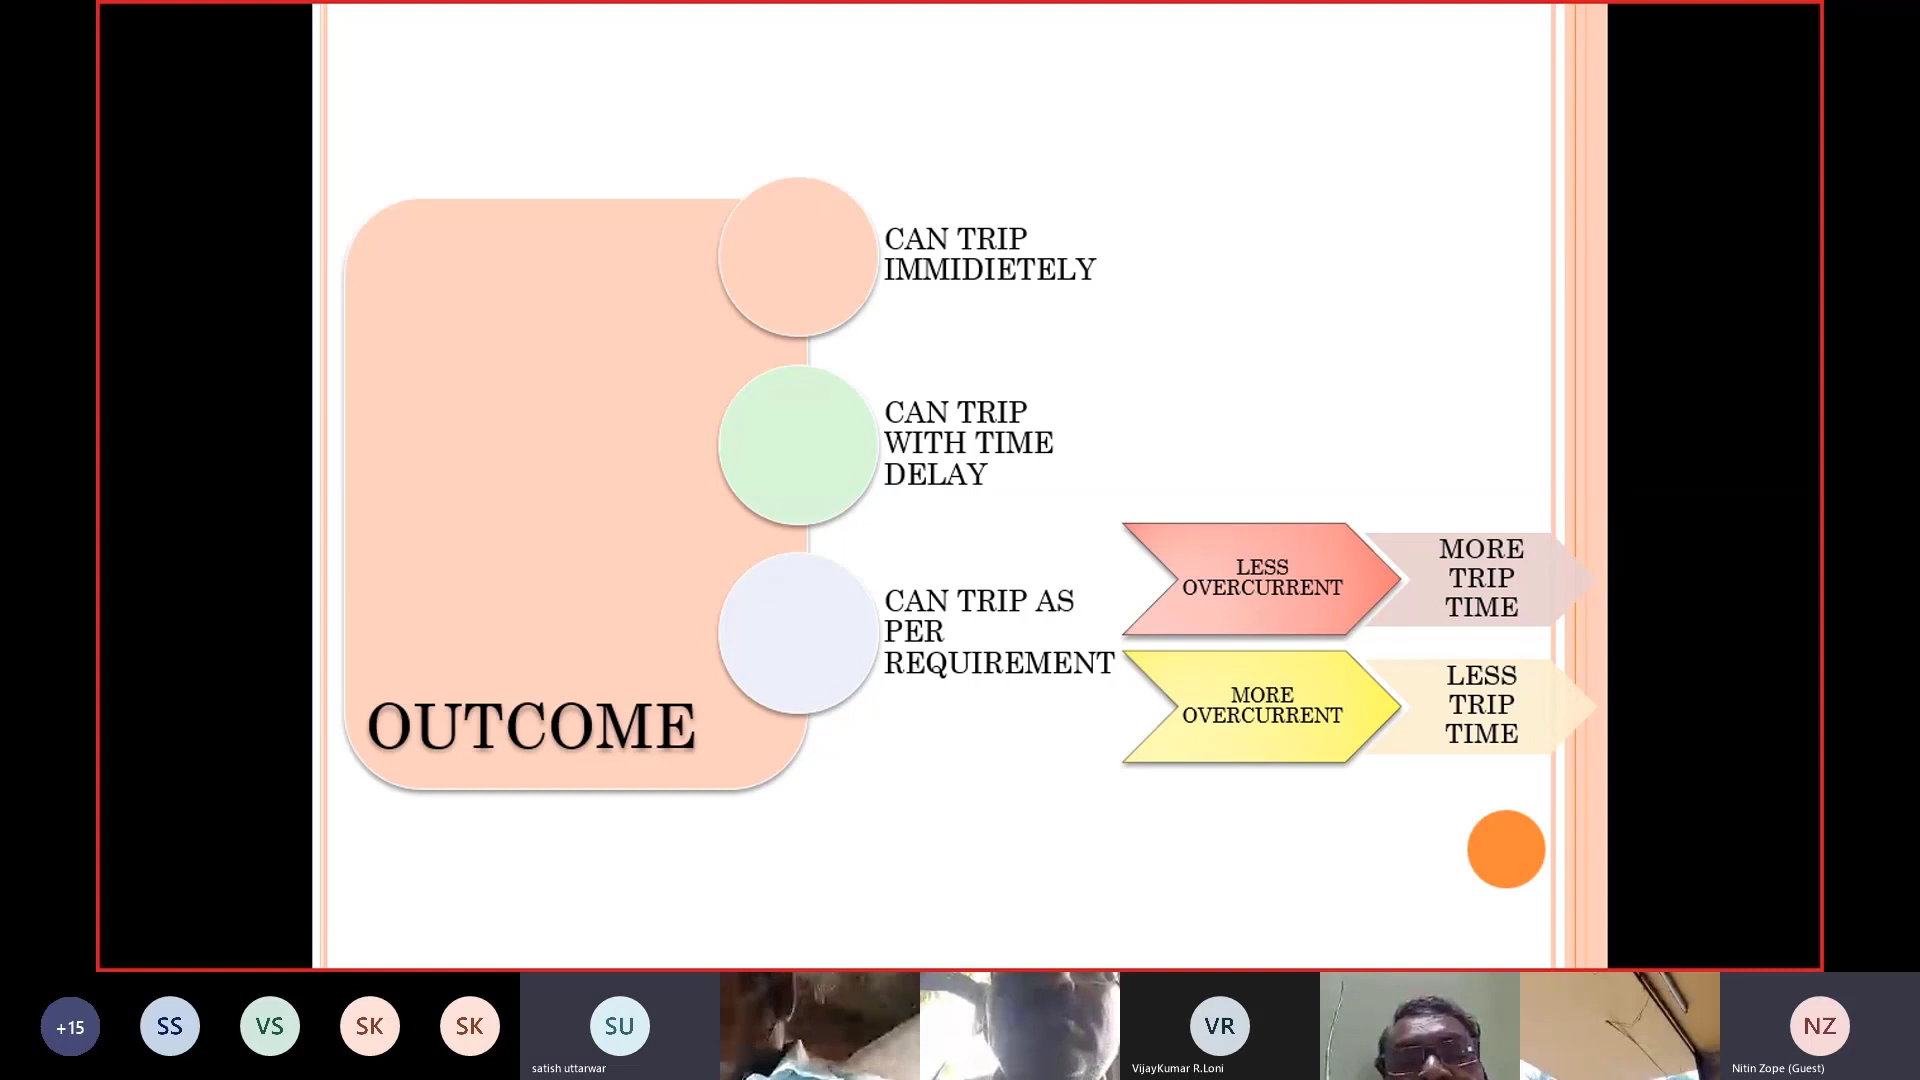 CAN TRIP
IMMIDIETELY
CAN TRIP
WITH TIME
DELAY
CAN TRIP AS
PER
REQUIREMENT
OUTCOME
LESS
OVERCURRENT
MORE
TRIP
TIME
MORE
OVERCURRENT
LESS
TRIP
TIME
+15
SS
VS
SK
SK
SU
satish uttarwar
VR
VijayKumar R.Loni
NZ
Nitin Zope (Guest)